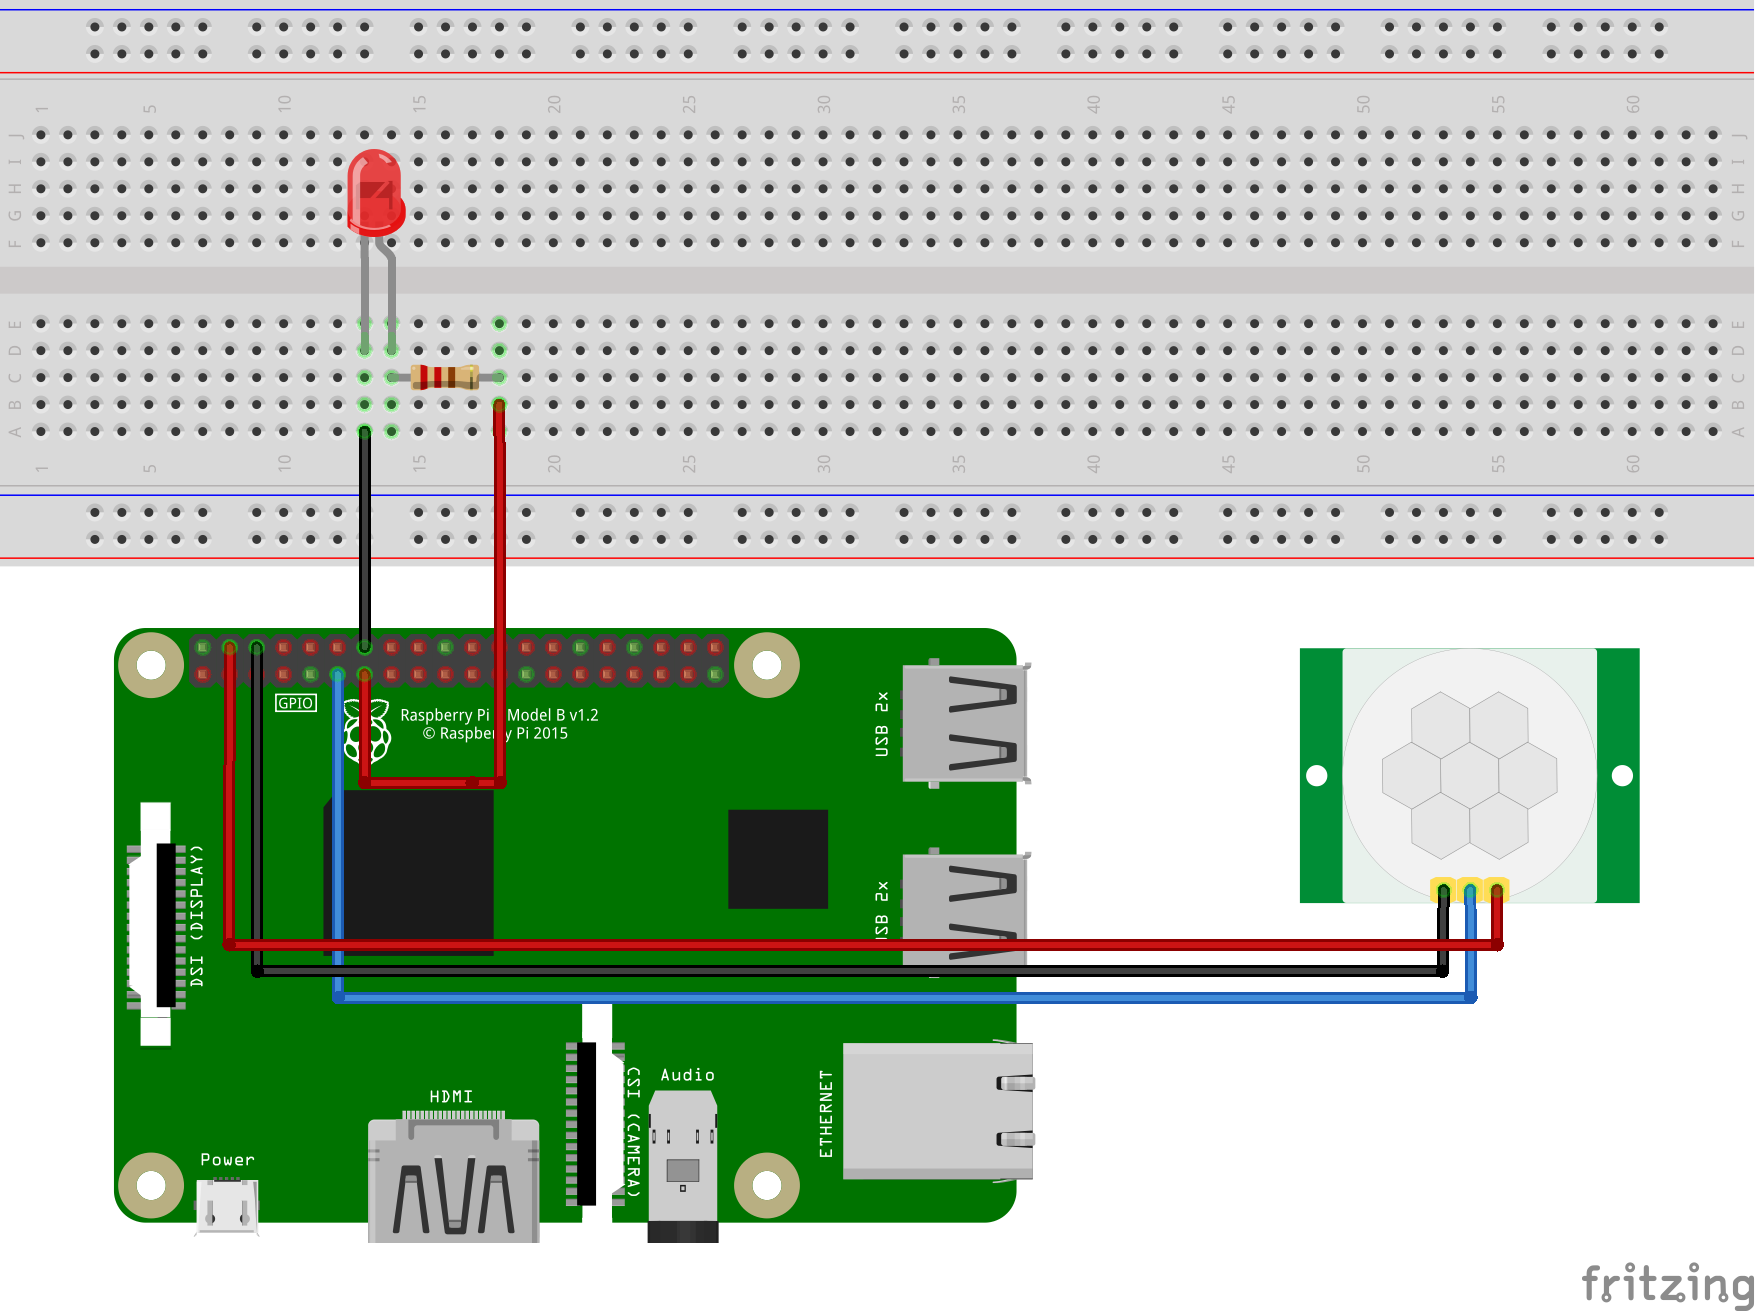 1 5 10 15 20 25 30 35 40 45 50 55 60
J J
I I
H H
G G
F F
E E
D D
C C
B B
A A
1 5 10 15 20 25 30 35 40 45 50 55 60
GPIO
Raspberry Pi Model B v1.2
© Raspberry Pi 2015
USB 2x
USB 2x
DSI (DISPLAY)
HDMI
CSI (CAMERA)
Audio
ETHERNET
Power
fritzing